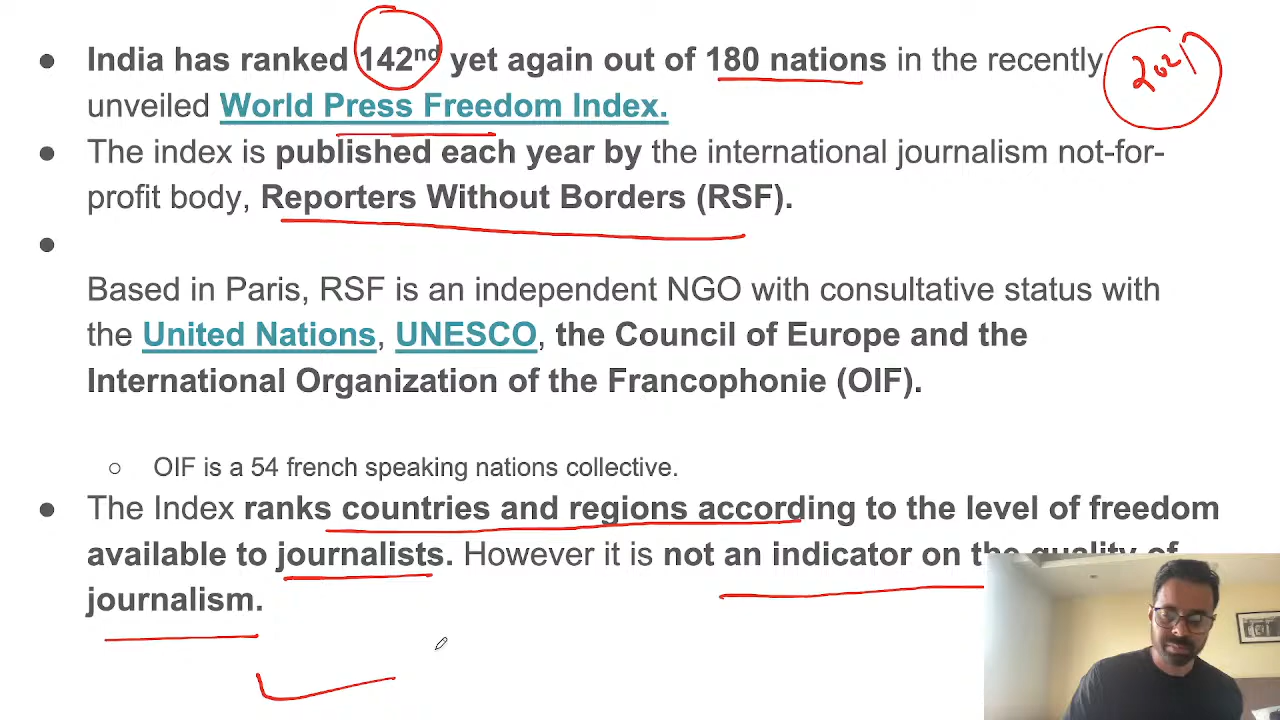 India has ranked 142nd yet again out of 180 nations in the recently
2021
unveiled World Press Freedom Index.
The index is published each year by the international journalism not-for-
profit body, Reporters Without Borders (RSF).
Based in Paris, RSF is an independent NGO with consultative status with
the United Nations, UNESCO, the Council of Europe and the
International Organization of the Francophonie (OIF).
OIF is a 54 french speaking nations collective.
The Index ranks countries and regions according to the level of freedom
available to journalists. However it is not an indicator on the quality of
journalism.